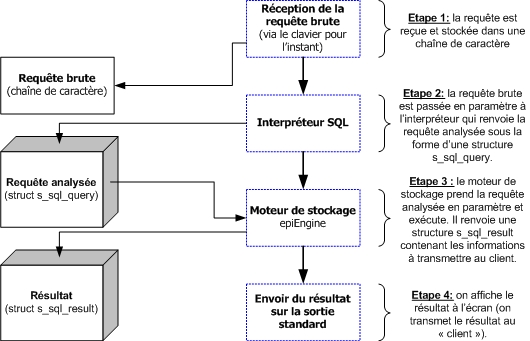 Réception de la
requête brute
(via le clavier pour
l'instant)
Etape 1: la requête est
reçue et stockée dans une
chaîne de caractère
Requête brute
(chaîne de caractère)
Interpréteur SQL
Etape 2: la requête brute
est passée en paramètre à
l'interpréteur qui renvoie la
requête analysée sous la
forme d'une structure
s_sql_query.
Requête analysée
(struct s_sql_query)
Moteur de stockage
epiEngine
Etape 3 : le moteur de
stockage prend la requête
analysée en paramètre et
exécute. Il renvoie une
structure s_sql_result
contenant les informations
à transmettre au client.
Résultat
(struct s_sql_result)
Envoir du résultat
sur la sortie
standard
Etape 4: on affiche le
résultat à l'écran (on
transmet le résultat au
« client »).